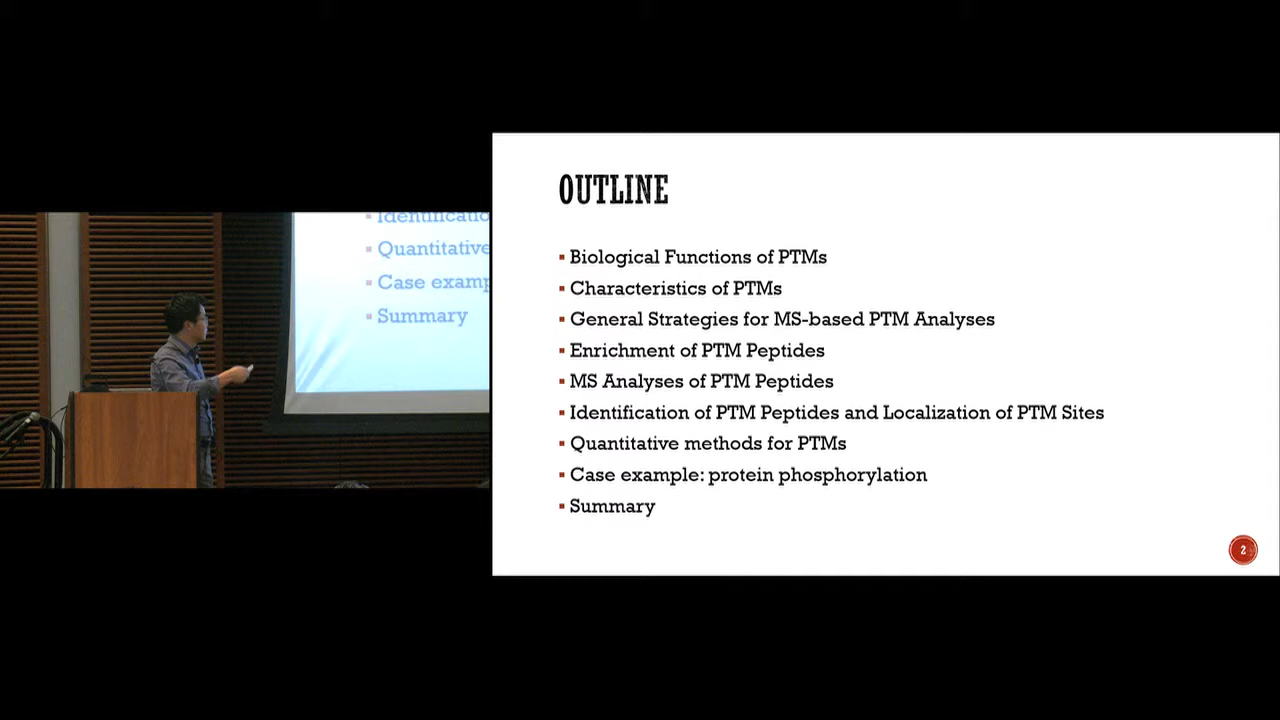 Identificatio
Quantitative
Case examp
Summary
OUTLINE
▪ Biological Functions of PTMs
▪ Characteristics of PTMs
▪ General Strategies for MS-based PTM Analyses
▪ Enrichment of PTM Peptides
▪ MS Analyses of PTM Peptides
▪ Identification of PTM Peptides and Localization of PTM Sites
▪ Quantitative methods for PTMs
▪ Case example: protein phosphorylation
▪ Summary
2